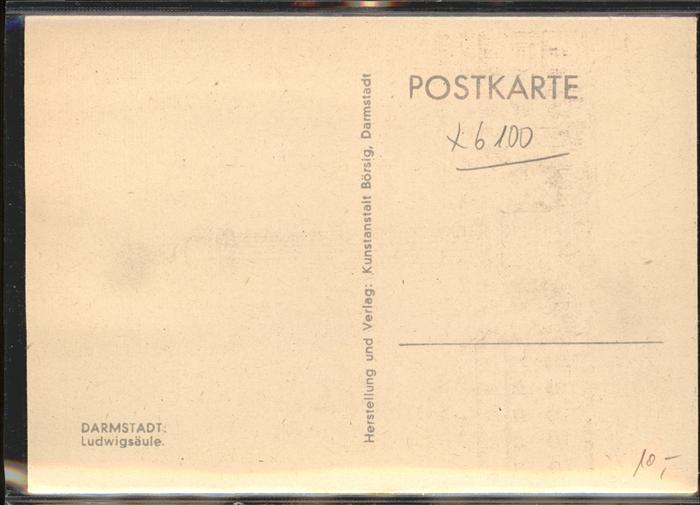 POSTKARTE
x 6100
Herstellung und Verlag: Kunstanstalt Börsig, Darmstadt
DARMSTADT:
Ludwigsäule.
10,-